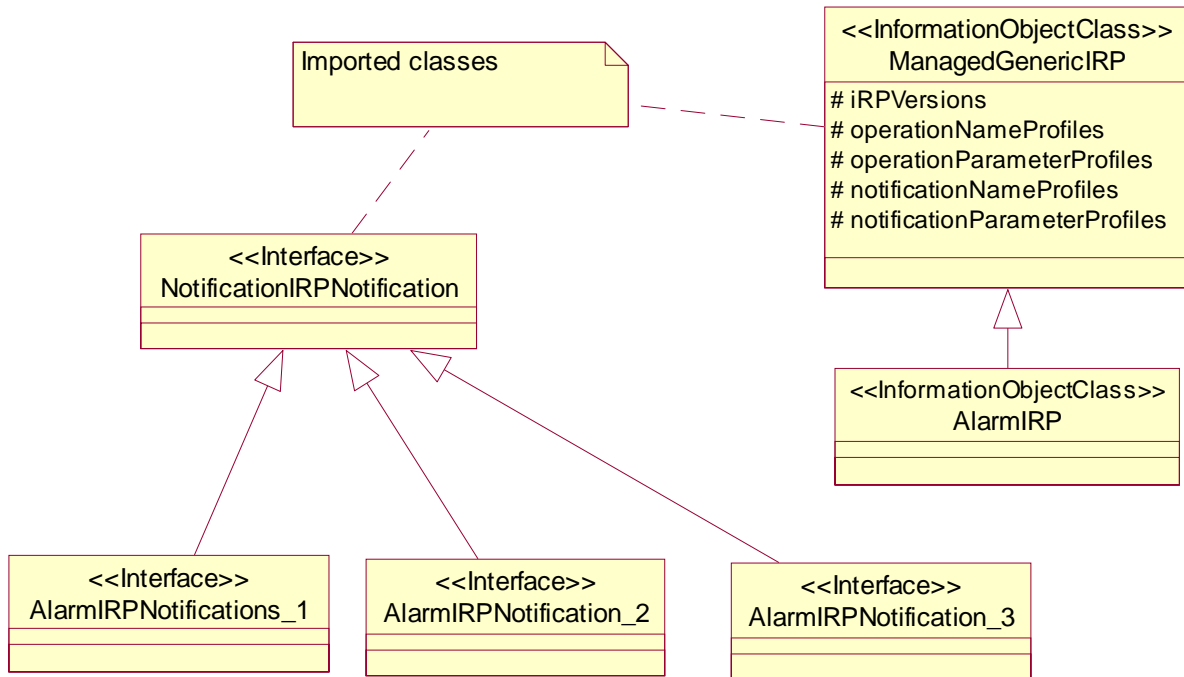 Imported classes
<<InformationObjectClass>>
ManagedGenericIRP
# iRPVersions
# operationNameProfiles
# operationParameterProfiles
# notificationNameProfiles
# notificationParameterProfiles
<<Interface>>
NotificationIRPNotification
<<InformationObjectClass>>
AlarmIRP
<<Interface>>
AlarmIRPNotifications_1
<<Interface>>
AlarmIRPNotification_2
<<Interface>>
AlarmIRPNotification_3